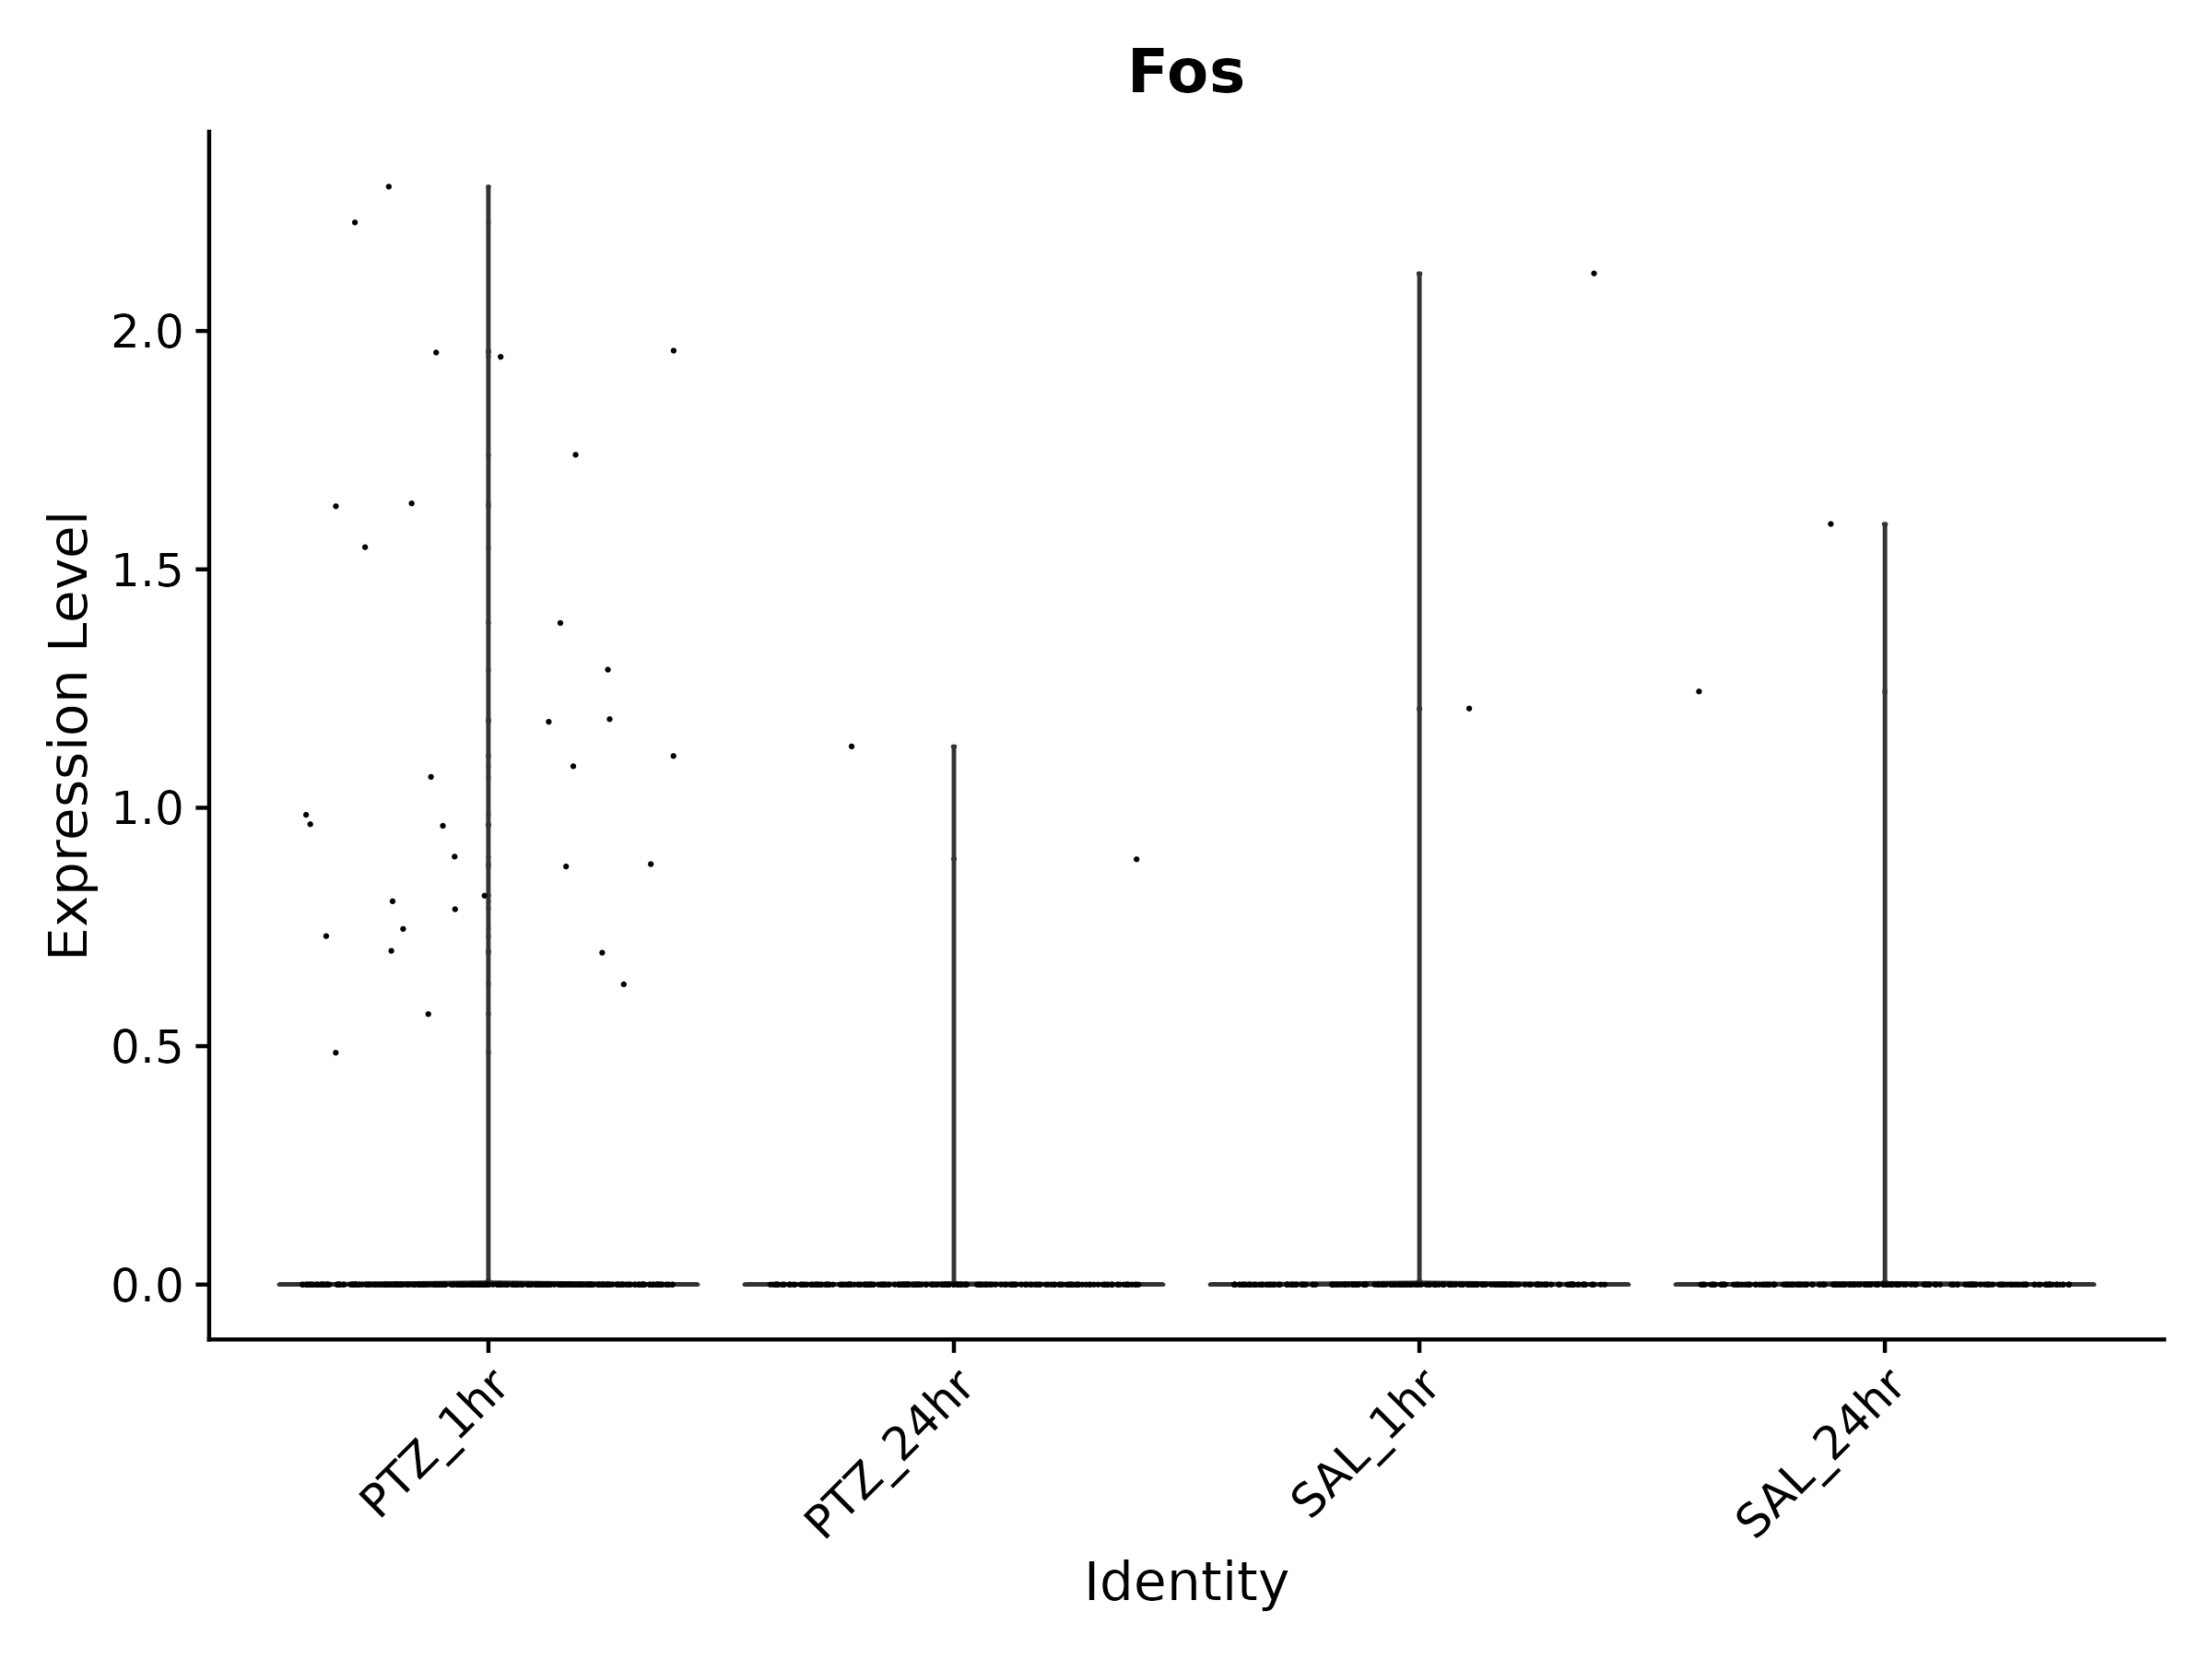 Fos
Expression Level
2.0
1.5
1.0
0.5
0.0
PTZ_1hr
PTZ_24hr
SAL_1hr
SAL_24hr
Identity